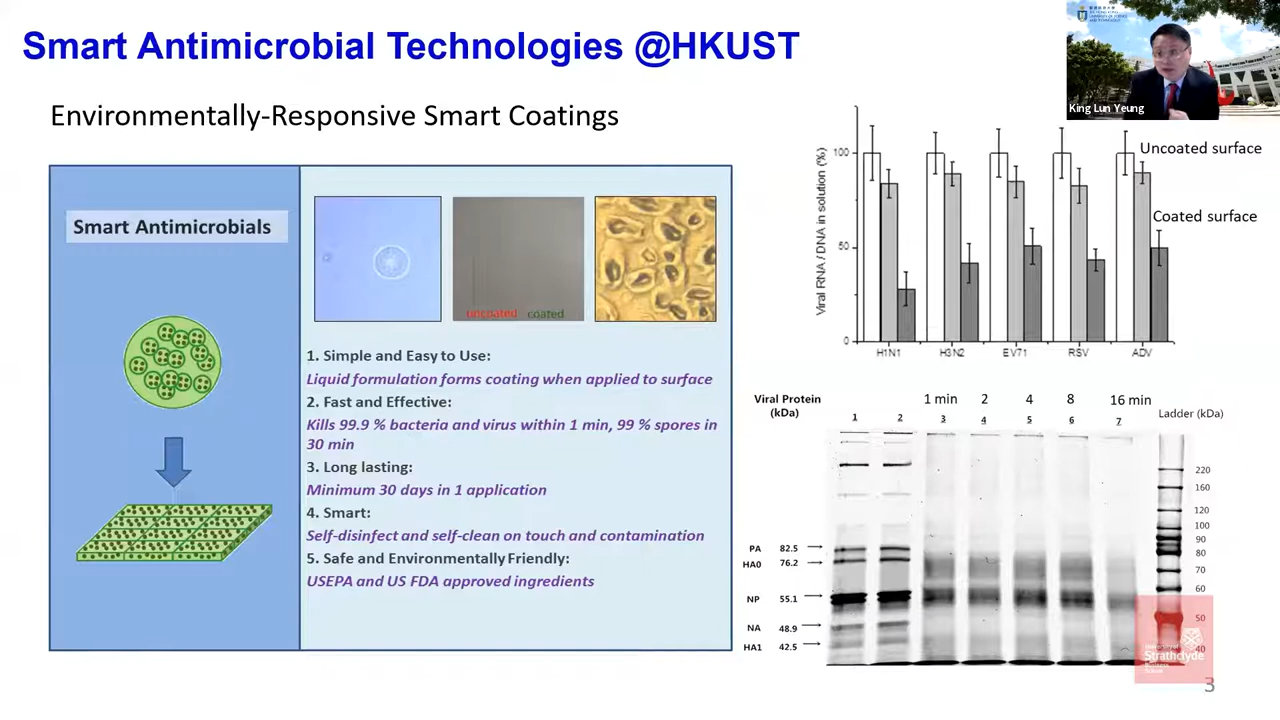 Smart Antimicrobial Technologies @HKUST
King Lun Yeung
Environmentally-Responsive Smart Coatings
Smart Antimicrobials
uncoated coated
1. Simple and Easy to Use:
Liquid formulation forms coating when applied to surface
2. Fast and Effective:
Kills 99.9 % bacteria and virus within 1 min, 99 % spores in
30 min
3. Long lasting:
Minimum 30 days in 1 application
4. Smart:
Self-disinfect and self-clean on touch and contamination
5. Safe and Environmentally Friendly:
USEPA and US FDA approved ingredients
Viral RNA / DNA in solution (%)
100
50
0
H1N1 H3N2 EV71 RSV ADV
Uncoated surface
Coated surface
Viral Protein
(kDa)
1 min 2 4 8 16 min
1 2 3 4 5 6 7
Ladder (kDa)
220
160
120
100
90
80
70
60
50
40
PA 82.5
HA0 76.2
NP 55.1
NA 48.9
HA1 42.5
University of
Strathclyde
Business
School
3